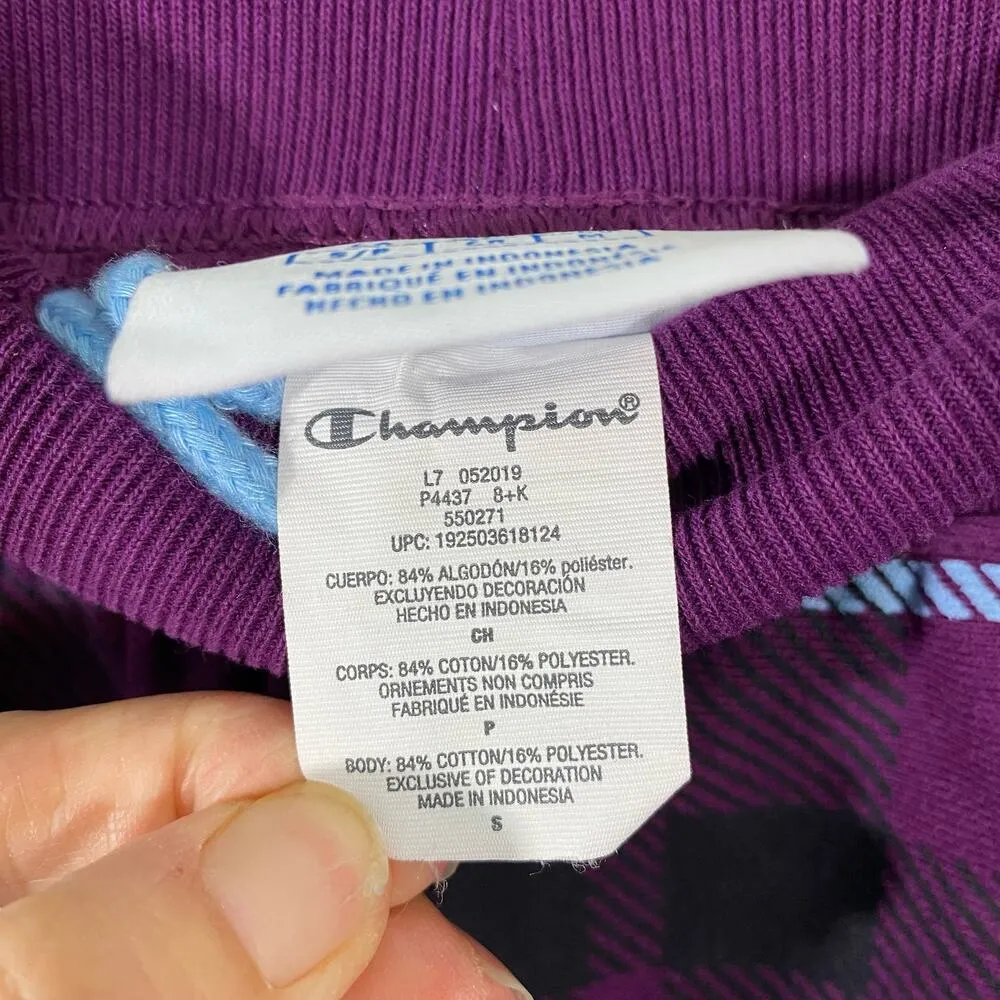 S/P
MADE IN INDONESIA
FABRIQUÉ EN INDONÉSIE
HECHO EN INDONESIA
Champion®
L7 052019
P4437 8+K
550271
UPC: 192503618124
CUERPO: 84% ALGODÓN/16% poliéster.
EXCLUYENDO DECORACIÓN
HECHO EN INDONESIA
CH
CORPS: 84% COTON/16% POLYESTER.
ORNEMENTS NON COMPRIS
FABRIQUÉ EN INDONÉSIE
P
BODY: 84% COTTON/16% POLYESTER.
EXCLUSIVE OF DECORATION
MADE IN INDONESIA
S